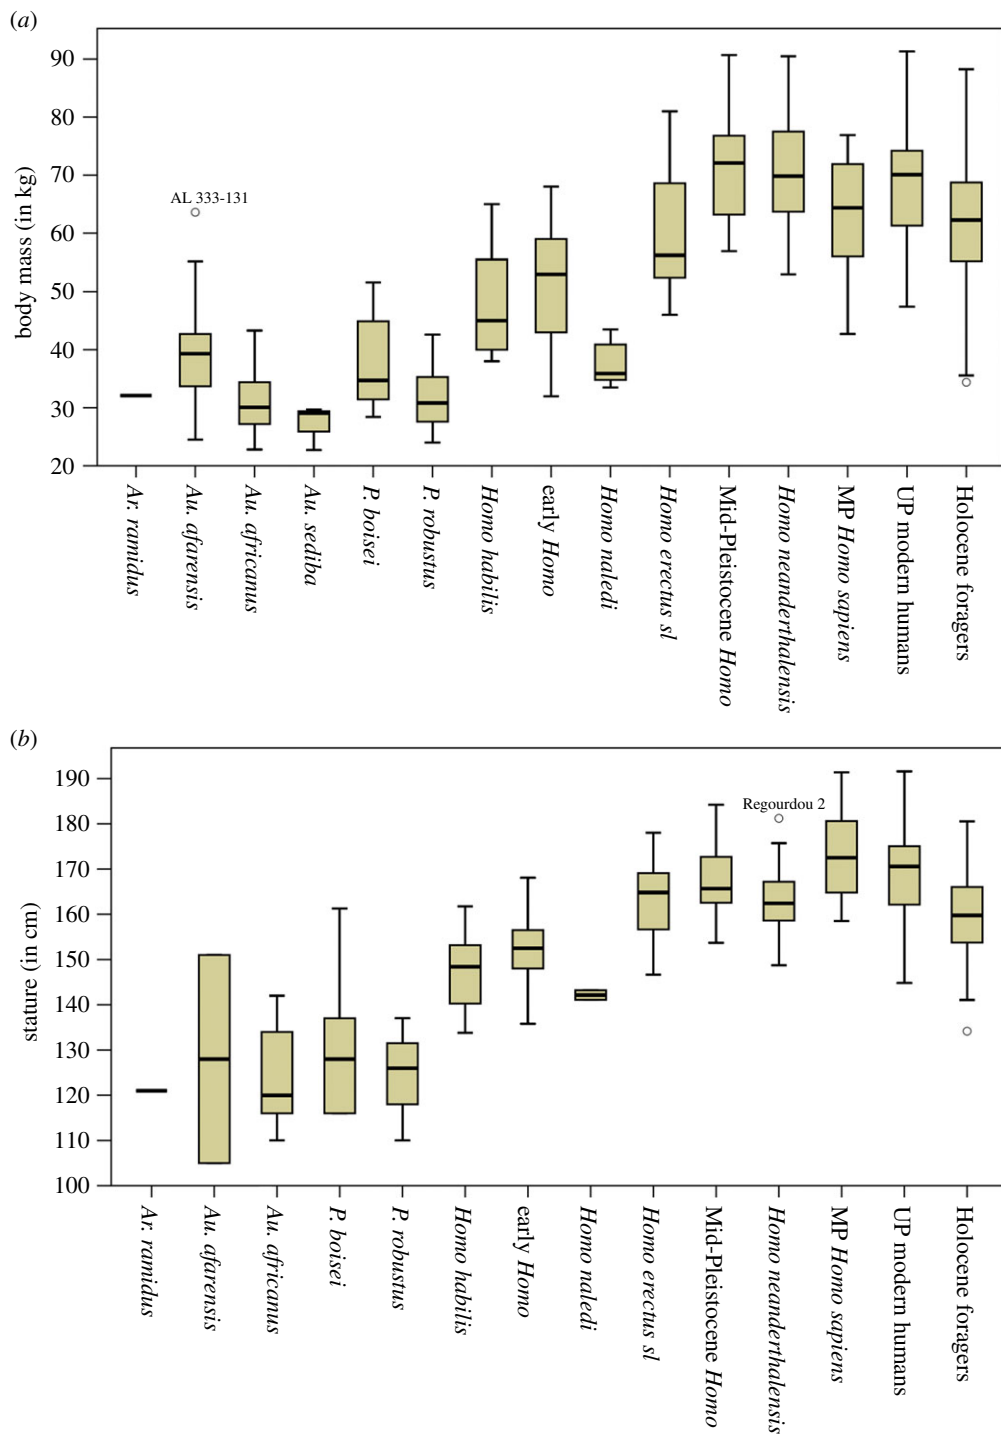 (a)
body mass (in kg)
90
80
70
60
50
40
30
20
AL 333-131
Ar. ramidus
Au. afarensis
Au. africanus
Au. sediba
P. boisei
P. robustus
Homo habilis
early Homo
Homo naledi
Homo erectus sl
Mid-Pleistocene Homo
Homo neanderthalensis
MP Homo sapiens
UP modern humans
Holocene foragers
(b)
stature (in cm)
190
180
170
160
150
140
130
120
110
100
Regourdou 2
Ar. ramidus
Au. afarensis
Au. africanus
P. boisei
P. robustus
Homo habilis
early Homo
Homo naledi
Homo erectus sl
Mid-Pleistocene Homo
Homo neanderthalensis
MP Homo sapiens
UP modern humans
Holocene foragers